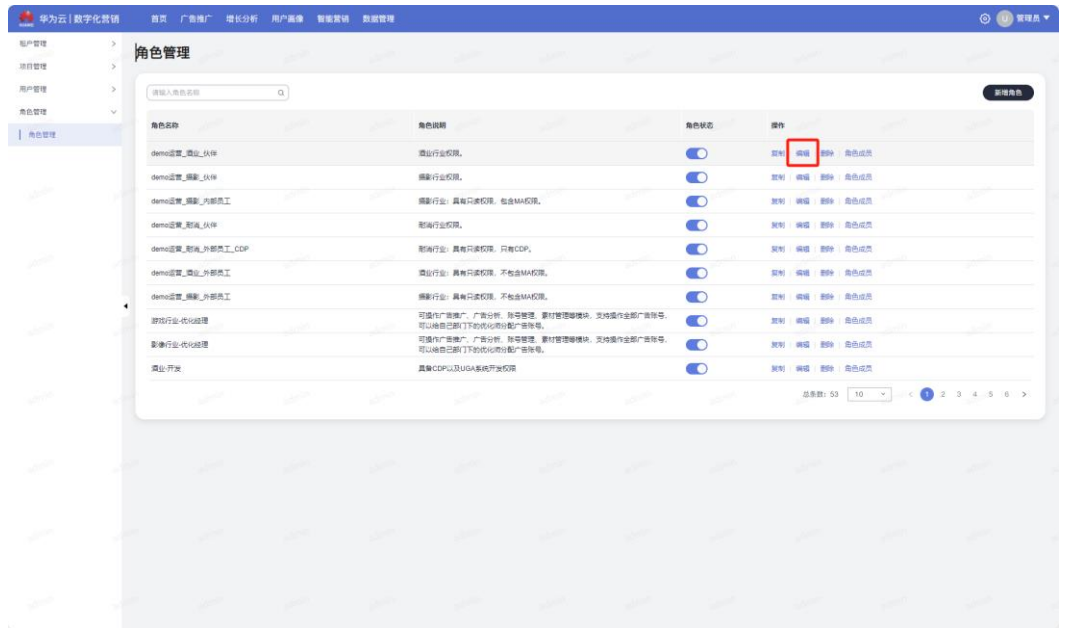 华为云 | 数字化营销 首页 广告推广 增长分析 用户画像 智能营销 数据管理 U 管理员
租户管理
项目管理
用户管理
角色管理
角色管理
角色管理
请输入角色名称
新增角色
角色名称 角色说明 角色状态 操作
demo运营_酒业_伙伴 酒业行业权限。 复制 编辑 删除 角色成员
demo运营_摄影_伙伴 摄影行业权限。 复制 编辑 删除 角色成员
demo运营_摄影_内部员工 摄影行业：具有只读权限，包含MA权限。 复制 编辑 删除 角色成员
demo运营_耐消_伙伴 耐消行业权限。 复制 编辑 删除 角色成员
demo运营_耐消_外部员工_CDP 耐消行业：具有只读权限，只有CDP。 复制 编辑 删除 角色成员
demo运营_酒业_外部员工 酒业行业：具有只读权限，不包含MA权限。 复制 编辑 删除 角色成员
demo运营_摄影_外部员工 摄影行业：具有只读权限，不包含MA权限。 复制 编辑 删除 角色成员
游戏行业-优化经理 可操作广告推广、广告分析、账号管理、素材管理等模块，支持操作全部广告账号，
可以给自己部门下的优化师分配广告账号。 复制 编辑 删除 角色成员
影像行业-优化经理 可操作广告推广、广告分析、账号管理、素材管理等模块，支持操作全部广告账号，
可以给自己部门下的优化师分配广告账号。 复制 编辑 删除 角色成员
酒业-开发 具备CDP以及UGA系统开发权限 复制 编辑 删除 角色成员
总条数：53 10 < 1 2 3 4 5 6 >